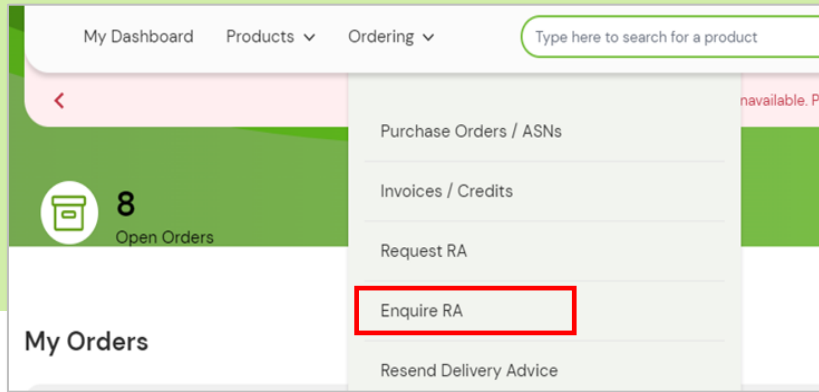 My Dashboard Products Ordering Type here to search for a product
navailable. P
Purchase Orders / ASNs
Invoices / Credits
8
Open Orders
Request RA
Enquire RA
My Orders
Resend Delivery Advice